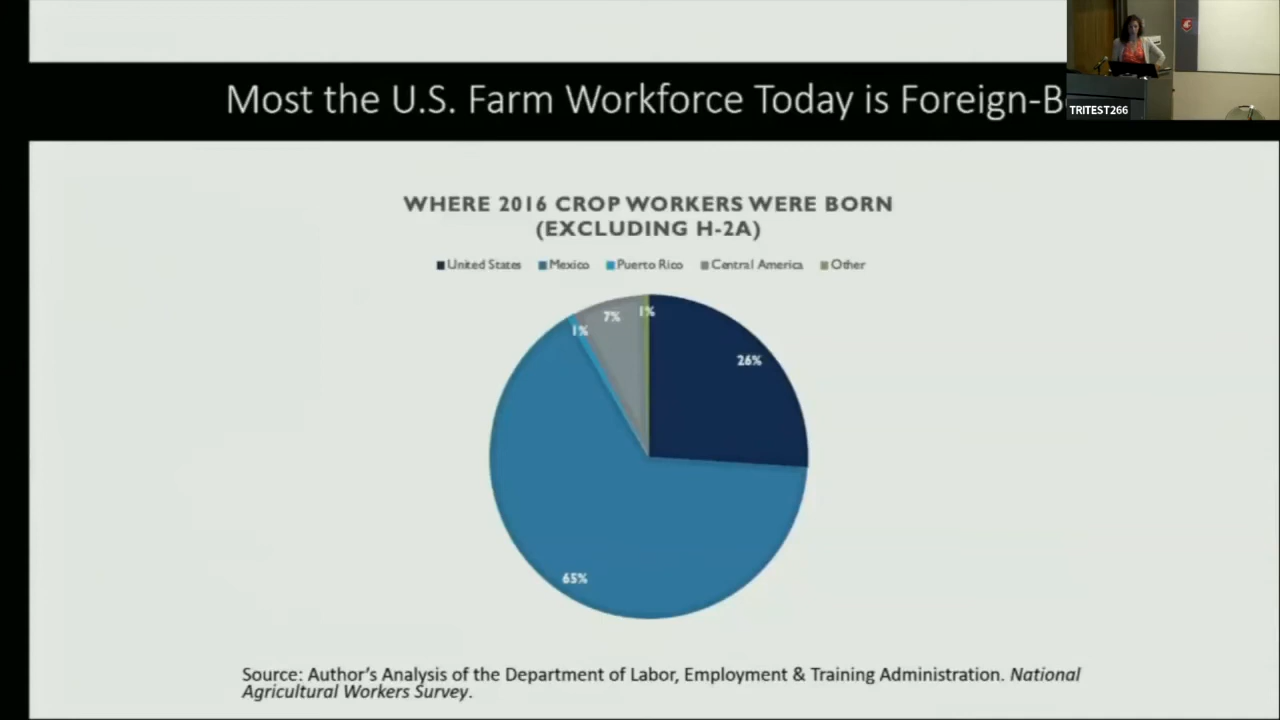 Most the U.S. Farm Workforce Today is Foreign-B
TRITEST266
WHERE 2016 CROP WORKERS WERE BORN
(EXCLUDING H-2A)
United States Mexico Puerto Rico Central America Other
1%
7%
1%
26%
65%
Source: Author's Analysis of the Department of Labor, Employment & Training Administration. National
Agricultural Workers Survey.